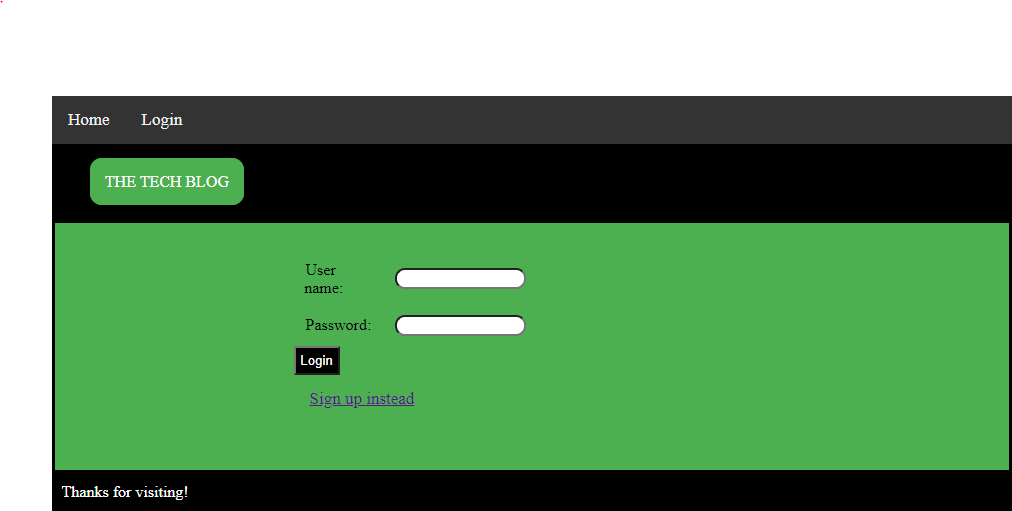 Home Login
THE TECH BLOG
User
name:
Password:
Login
Sign up instead
Thanks for visiting!